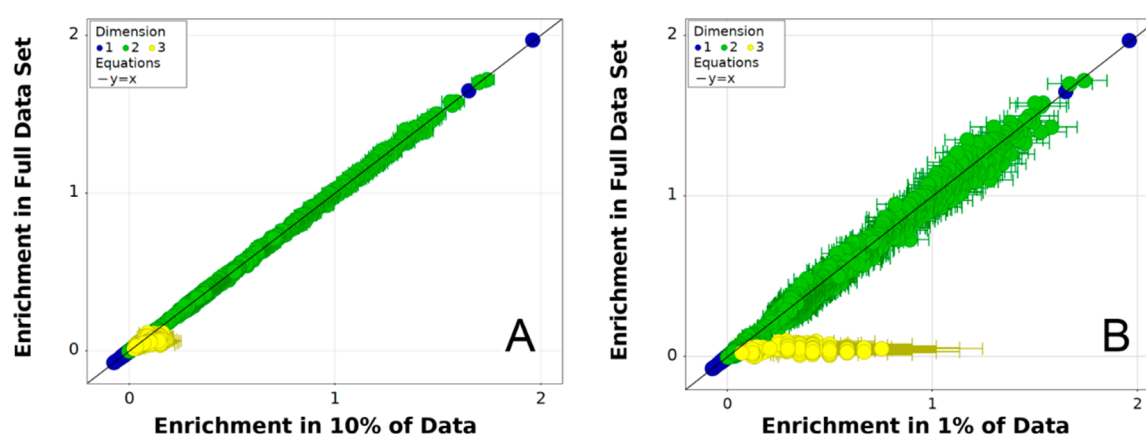 Enrichment in Full Data Set
2
1
0
Dimension
1 2 3
Equations
y=x
A
0 1 2
Enrichment in 10% of Data
Enrichment in Full Data Set
2
1
0
Dimension
1 2 3
Equations
y=x
B
0 1 2
Enrichment in 1% of Data